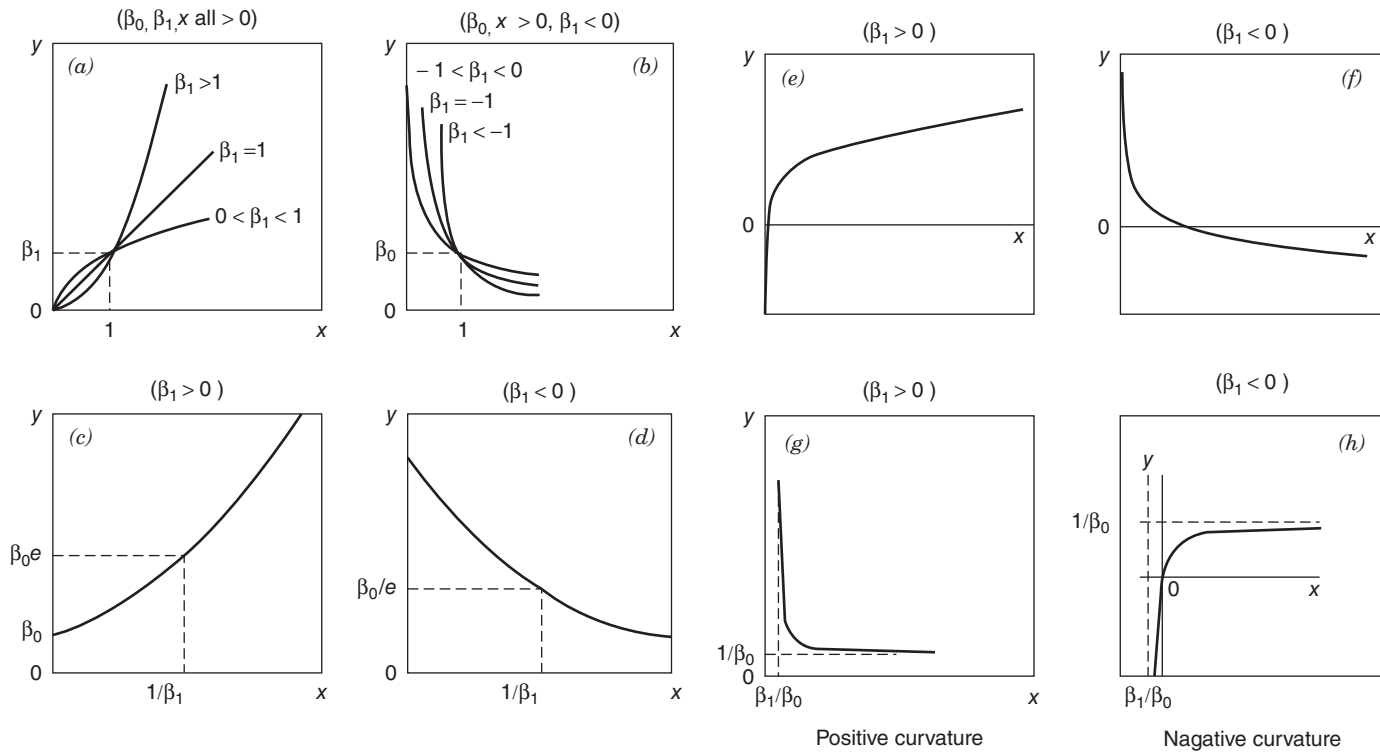 (β₀, β₁,x all > 0)
y
(a)
β₁ >1
β₁ =1
0 < β₁ < 1
β₁
0
1
x
(β₀, x > 0, β₁ < 0)
y
(b)
- 1 < β₁ < 0
β₁ = -1
β₁ < -1
β₀
0
1
x
(β₁ > 0 )
y
(e)
0
x
(β₁ < 0 )
y
(f)
0
x
(β₁ > 0 )
y
(c)
β₀e
β₀
0
1/β₁
x
(β₁ < 0 )
y
(d)
β₀/e
0
1/β₁
x
(β₁ > 0 )
y
(g)
1/β₀
0
β₁/β₀
x
Positive curvature
(β₁ < 0 )
(h)
y
1/β₀
0
x
β₁/β₀
Nagative curvature